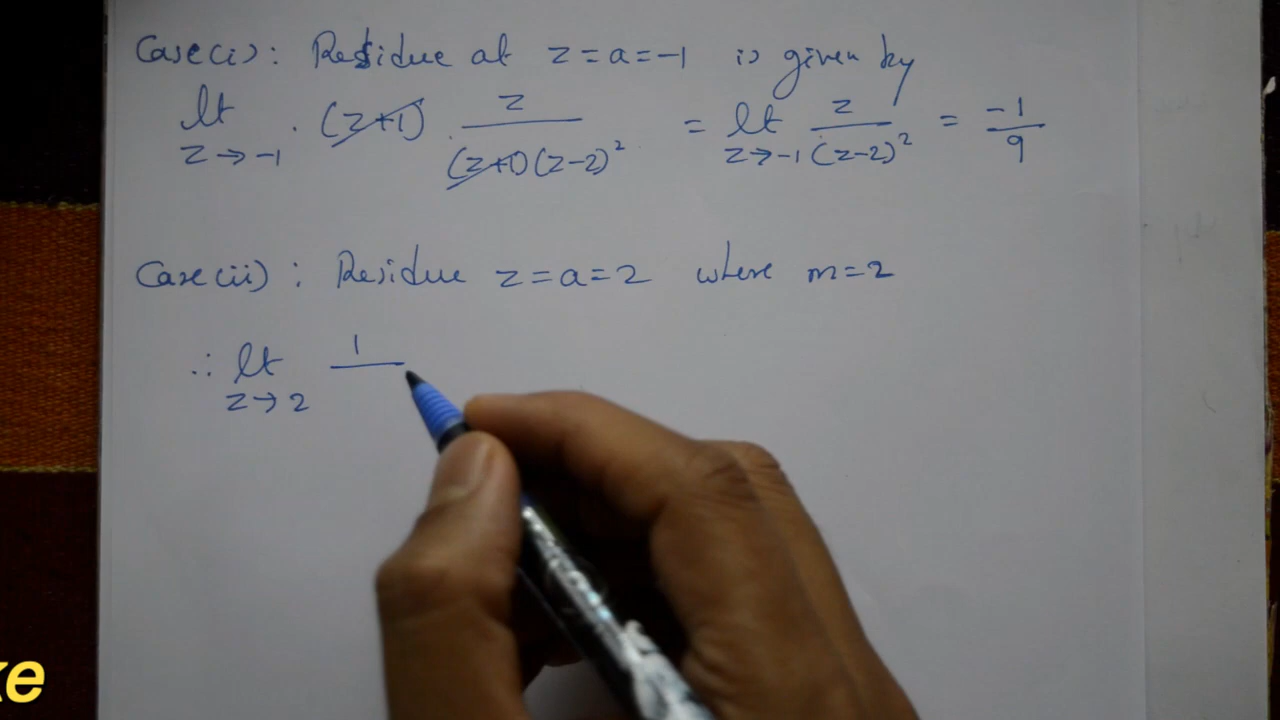 Case(i): Residue at z=a=-1 is given by
lt z→-1 . (z+1) z/(z+1)(z-2)² = lt z→-1 z/(z-2)² = -1/9
Case(ii): Residue z=a=2 where m=2
∴ lt z→2 1/
ke